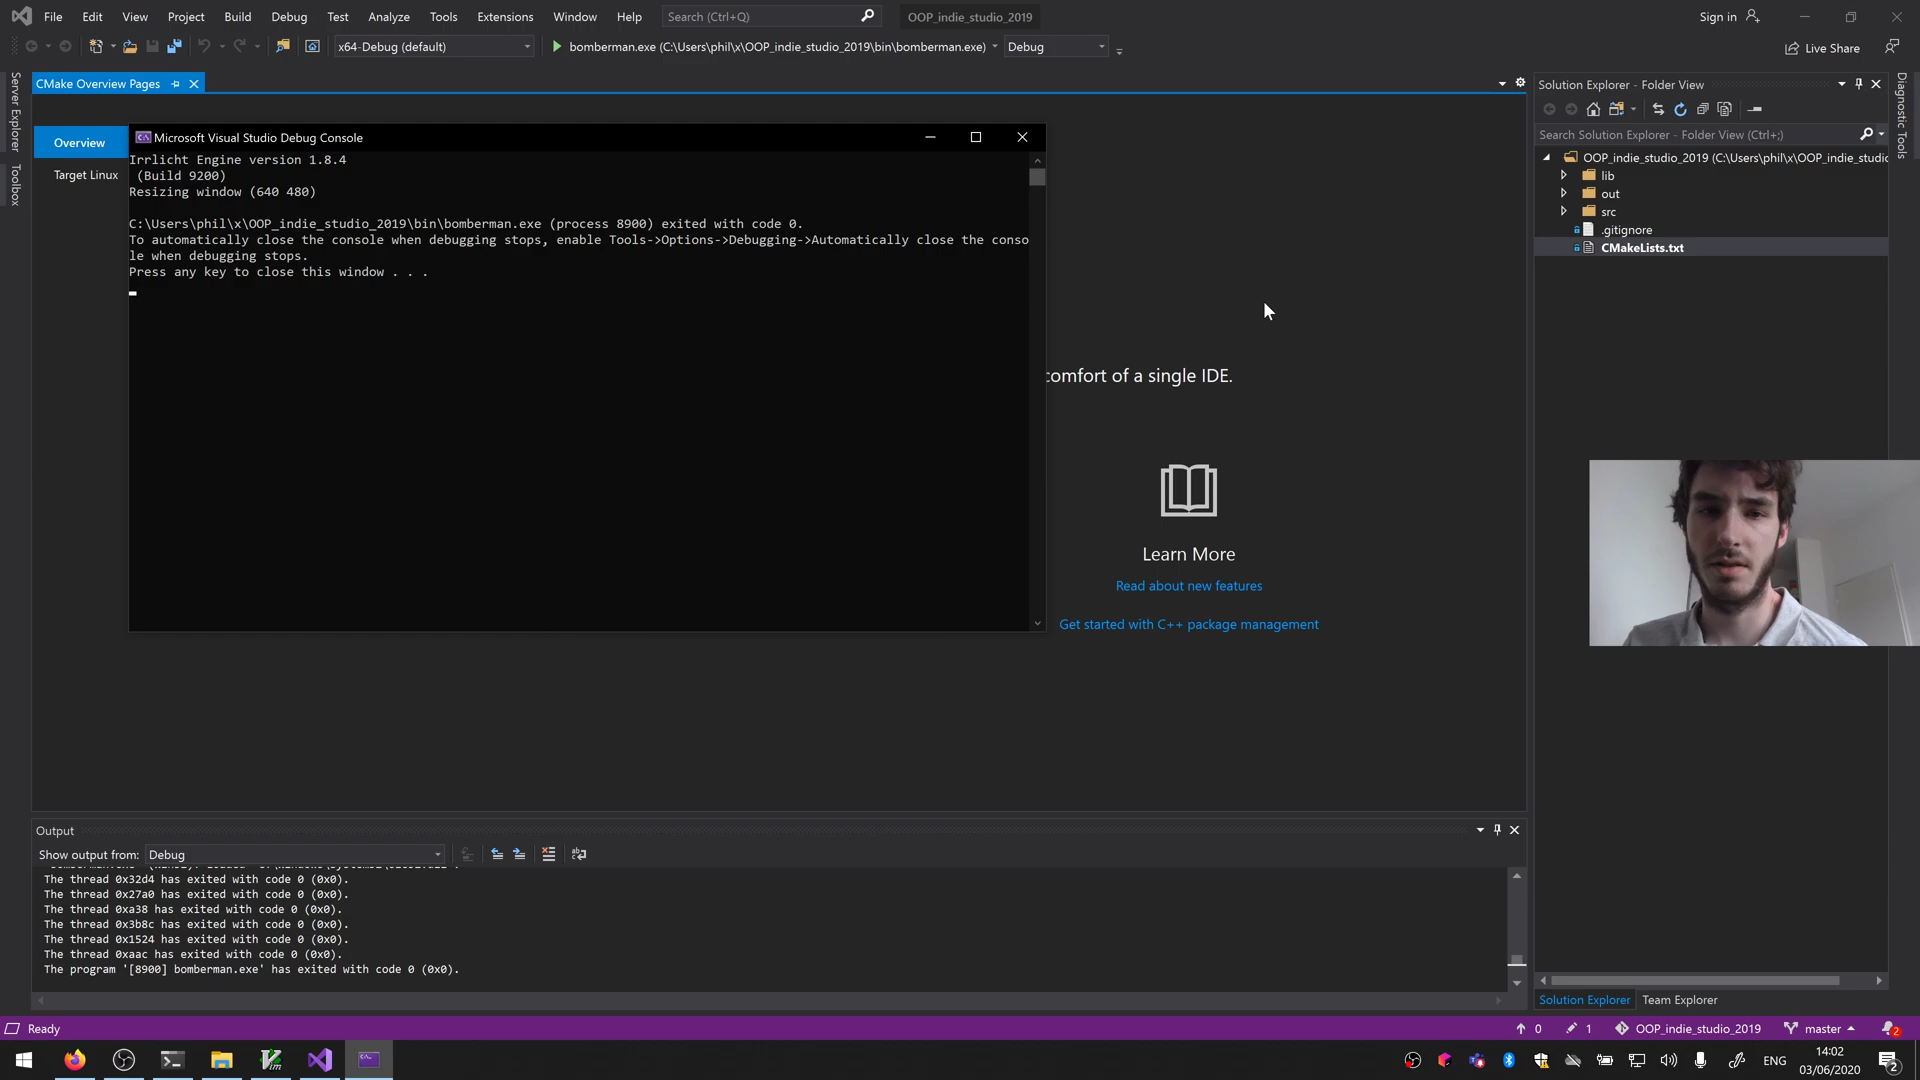 File Edit View Project Build Debug Test Analyze Tools Extensions Window Help Search (Ctrl+Q) OOP_indie_studio_2019 Sign in
x64-Debug (default) bomberman.exe (C:\Users\phil\x\OOP_indie_studio_2019\bin\bomberman.exe) Debug Live Share
Server Explorer
Toolbox
CMake Overview Pages
Overview
Target Linux
Microsoft Visual Studio Debug Console
Irrlicht Engine version 1.8.4
(Build 9200)
Resizing window (640 480)
C:\Users\phil\x\OOP_indie_studio_2019\bin\bomberman.exe (process 8900) exited with code 0.
To automatically close the console when debugging stops, enable Tools->Options->Debugging->Automatically close the conso
le when debugging stops.
Press any key to close this window . . .
comfort of a single IDE.
Learn More
Read about new features
Get started with C++ package management
Solution Explorer - Folder View
Search Solution Explorer - Folder View (Ctrl+;)
OOP_indie_studio_2019 (C:\Users\phil\x\OOP_indie_studio
lib
out
src
.gitignore
CMakeLists.txt
Diagnostic Tools
Output
Show output from: Debug
The thread 0x32d4 has exited with code 0 (0x0).
The thread 0x27a0 has exited with code 0 (0x0).
The thread 0xa38 has exited with code 0 (0x0).
The thread 0x3b8c has exited with code 0 (0x0).
The thread 0x1524 has exited with code 0 (0x0).
The thread 0xaac has exited with code 0 (0x0).
The program '[8900] bomberman.exe' has exited with code 0 (0x0).
Solution Explorer Team Explorer
Ready 0 1 OOP_indie_studio_2019 master 2
ENG 14:02
03/06/2020 2